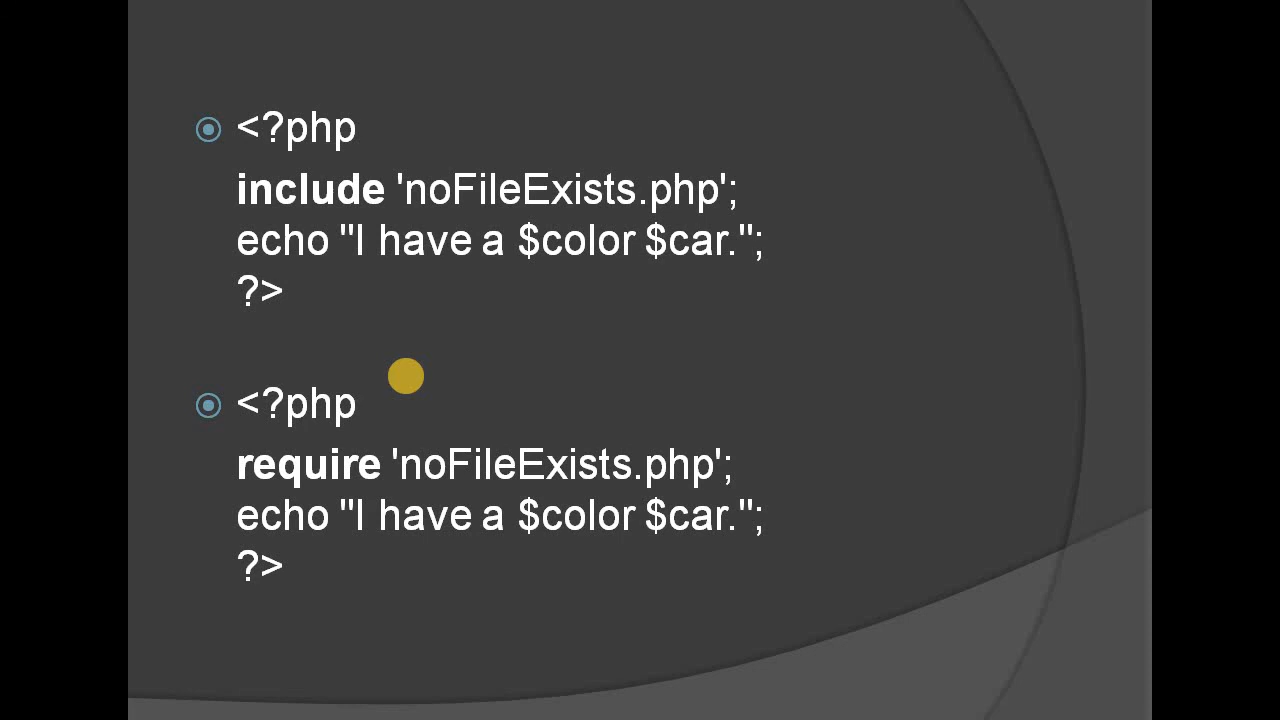 <?php
include 'noFileExists.php';
echo "I have a $color $car.";
?>
<?php
require 'noFileExists.php';
echo "I have a $color $car.";
?>